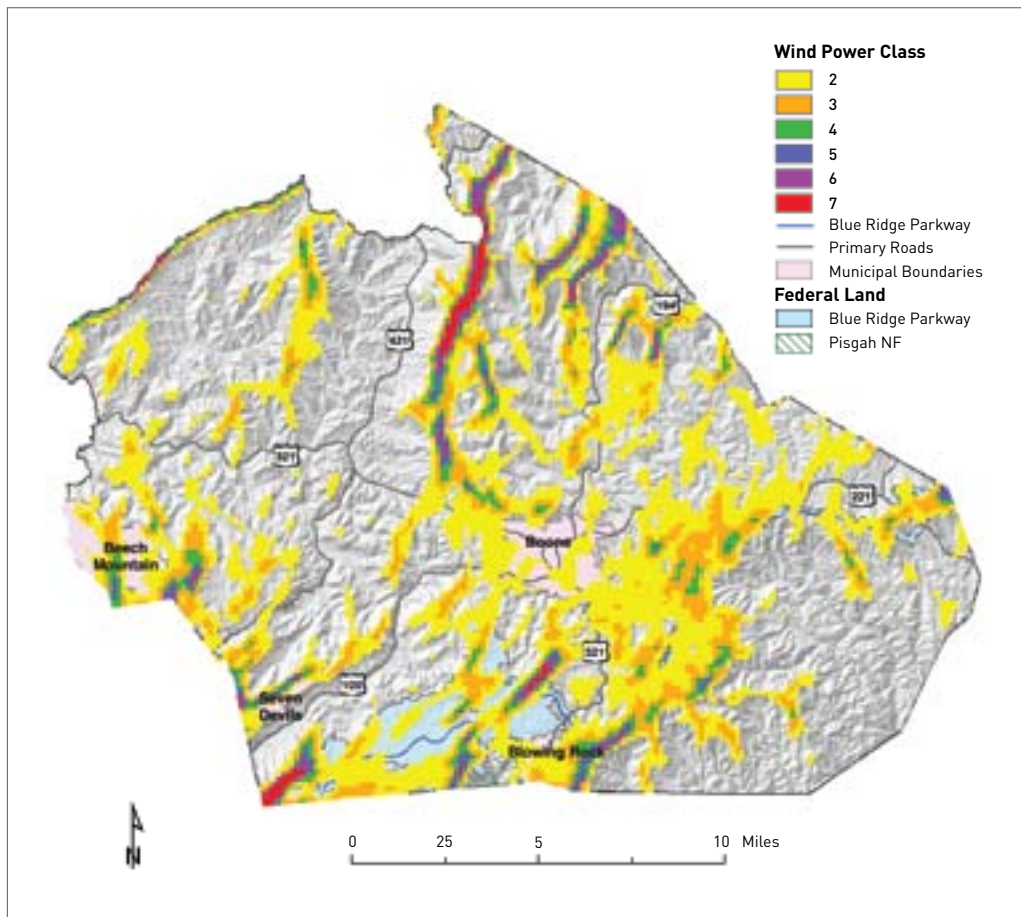 Wind Power Class
2
3
4
5
6
7
Blue Ridge Parkway
Primary Roads
Municipal Boundaries
Federal Land
Blue Ridge Parkway
Pisgah NF
194
421
321
221
Beech
Mountain
Boone
321
105
Seven
Devils
Blowing Rock
N
0 25 5 10 Miles